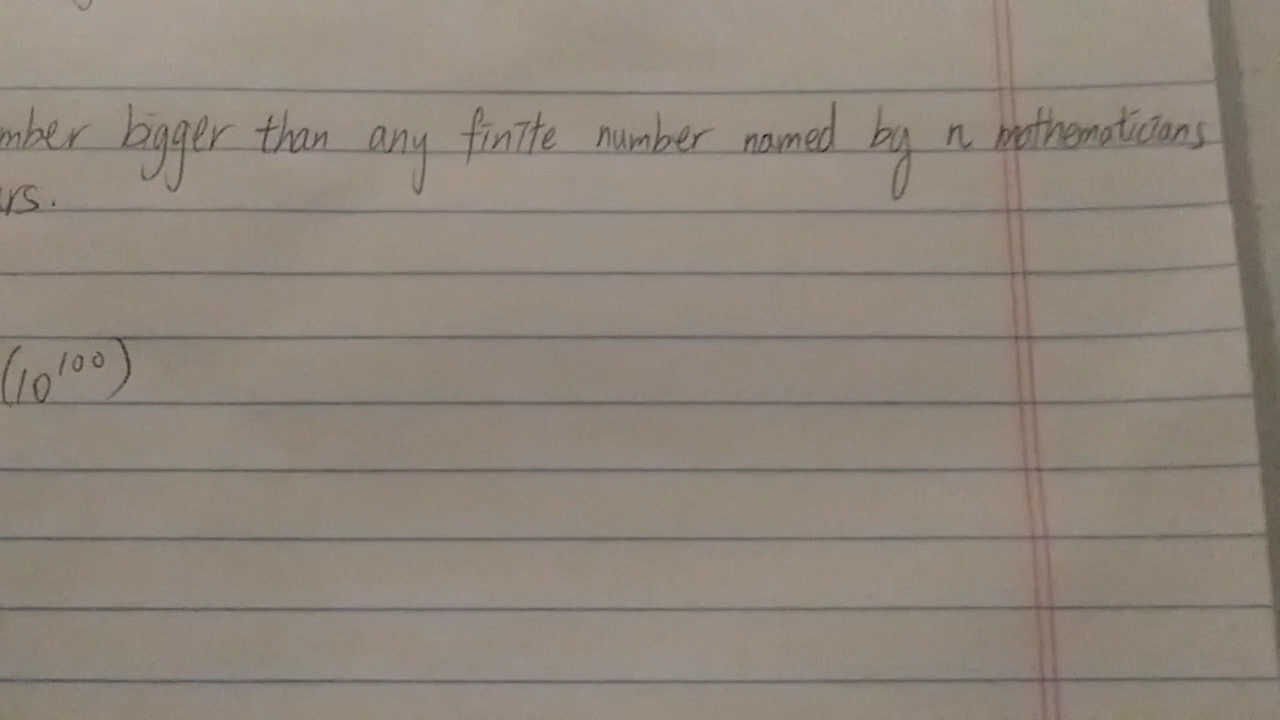 mber bigger than any finite number named by n mathematicians
rs.
(10^100)